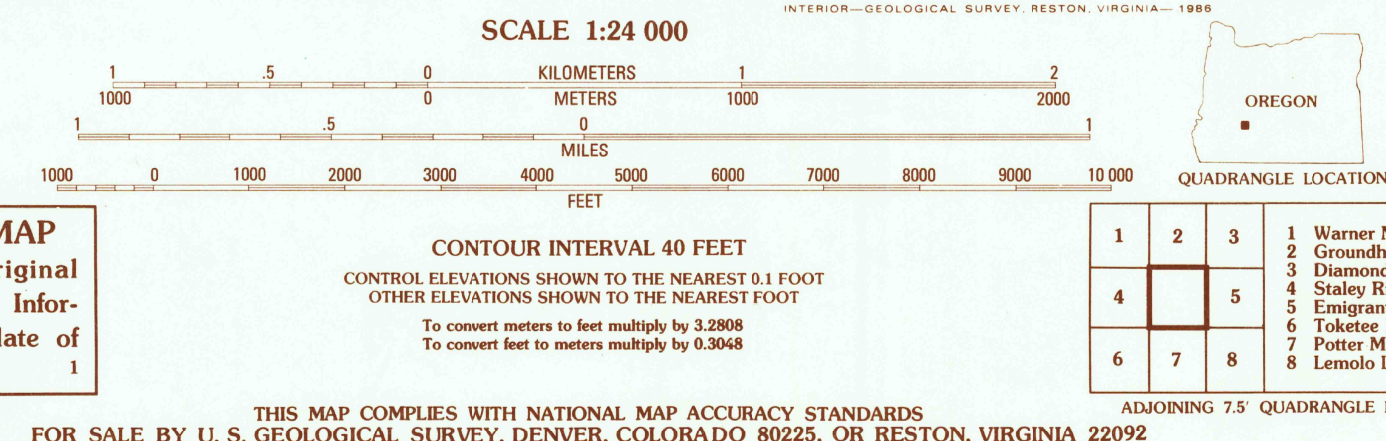 INTERIOR—GEOLOGICAL SURVEY, RESTON, VIRGINIA— 1986
SCALE 1:24 000
1 .5 0 KILOMETERS 1 2
1000 0 METERS 1000 2000
1 .5 0 1
MILES
1000 0 1000 2000 3000 4000 5000 6000 7000 8000 9000 10 000
FEET
OREGON
QUADRANGLE LOCATION
MAP
riginal
Infor-
late of
1
CONTOUR INTERVAL 40 FEET
CONTROL ELEVATIONS SHOWN TO THE NEAREST 0.1 FOOT
OTHER ELEVATIONS SHOWN TO THE NEAREST FOOT
To convert meters to feet multiply by 3.2808
To convert feet to meters multiply by 0.3048
1 2 3
4 5
6 7 8
1 Warner M
2 Groundh
3 Diamond
4 Staley R
5 Emigran
6 Toketee
7 Potter M
8 Lemolo L
ADJOINING 7.5' QUADRANGLE
THIS MAP COMPLIES WITH NATIONAL MAP ACCURACY STANDARDS
FOR SALE BY U. S. GEOLOGICAL SURVEY, DENVER, COLORADO 80225, OR RESTON, VIRGINIA 22092